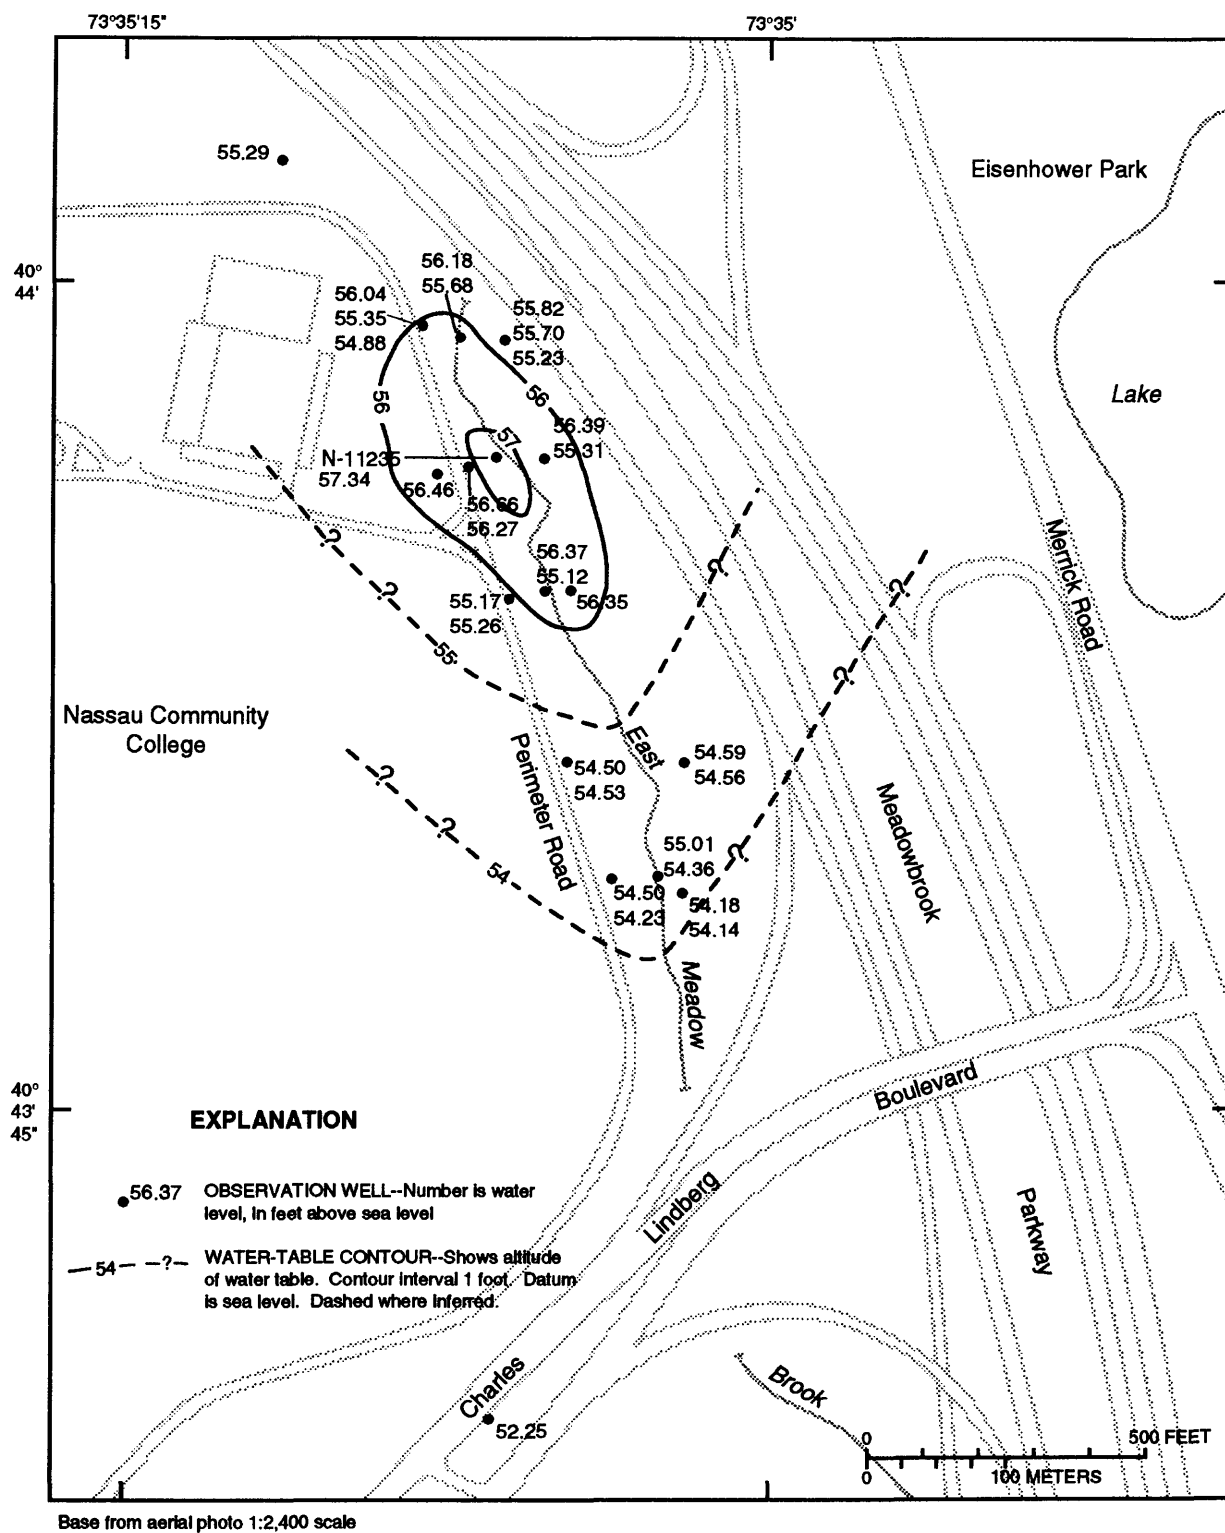 73°35'15"
73°35'
55.29
Eisenhower Park
40°
44'
56.18
55.68
56.04
55.35
54.88
55.82
55.70
55.23
Lake
56
56
56.39
55.31
57
N-11235
57.34
56.46
56.66
56.27
?
?
?
?
56.37
55.12
56.35
55.17
55.26
Merrick Road
55
?
Nassau Community
College
East
Perimeter Road
54.50
54.53
54.59
54.56
?
?
Meadowbrook
?
55.01
54.36
54
54.50
54.23
54.18
54.14
Meadow
40°
43'
45"
Boulevard
EXPLANATION
56.37
OBSERVATION WELL--Number is water
level, in feet above sea level
Lindberg
Parkway
54
?
WATER-TABLE CONTOUR--Shows altitude
of water table. Contour interval 1 foot. Datum
is sea level. Dashed where inferred.
Charles
Brook
52.25
0
500 FEET
0
100 METERS
Base from aerial photo 1:2,400 scale